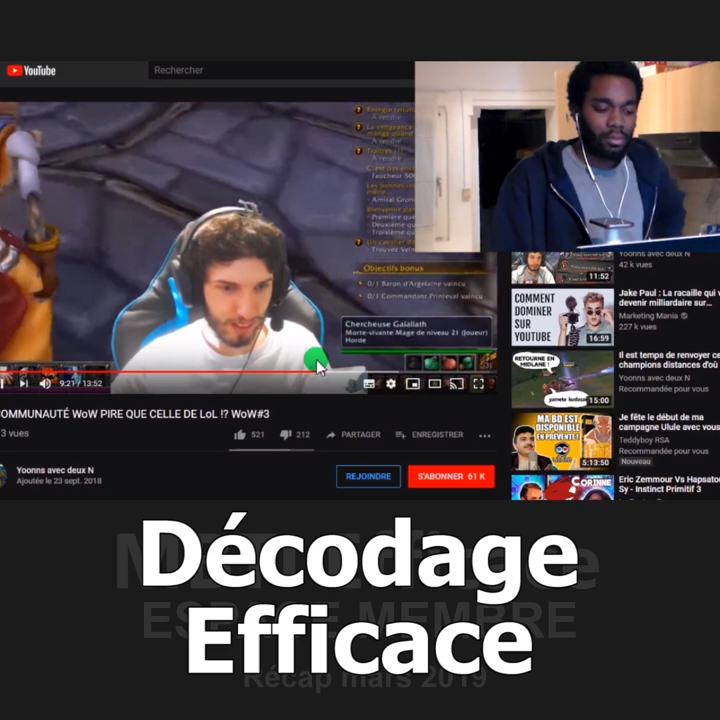 YouTube
Rechercher
À rendre
À rendre
À rendre
Objectifs bonus
0/1 Baron d'Argelaine vaincu
0/1 Commandant Printeval vaincu
Chercheuse Galallath
Morte-vivante Mage de niveau 21 (Joueur)
Horde
9:21 / 13:52
OMMUNAUTÉ WoW PIRE QUE CELLE DE LoL !? WoW#3
3 vues
521
212
PARTAGER
ENREGISTRER
Yoonns avec deux N
Ajoutée le 23 sept. 2018
REJOINDRE
S'ABONNER 61 K
Yoonns avec deux N
42 k vues
11:52
COMMENT
DOMINER
SUR
YOUTUBE
16:59
Jake Paul : La racaille qui v
devenir milliardaire sur...
Marketing Mania
227 k vues
RETOURNE EN
MIDLANE !
15:00
Il est temps de renvoyer ce
champions distances d'où
Yoonns avec deux N
Recommandée pour vous
MA BD EST
DISPONIBLE
EN PRÉVENTE!
5:13:50
Je fête le début de ma
campagne Ulule avec vous
Teddyboy RSA
Recommandée pour vous
Nouveau
CORINNE
Eric Zemmour Vs Hapsatou
Sy - Instinct Primitif 3
Décodage
Efficace
ESPACE MEMBRE
Récap mars 2019